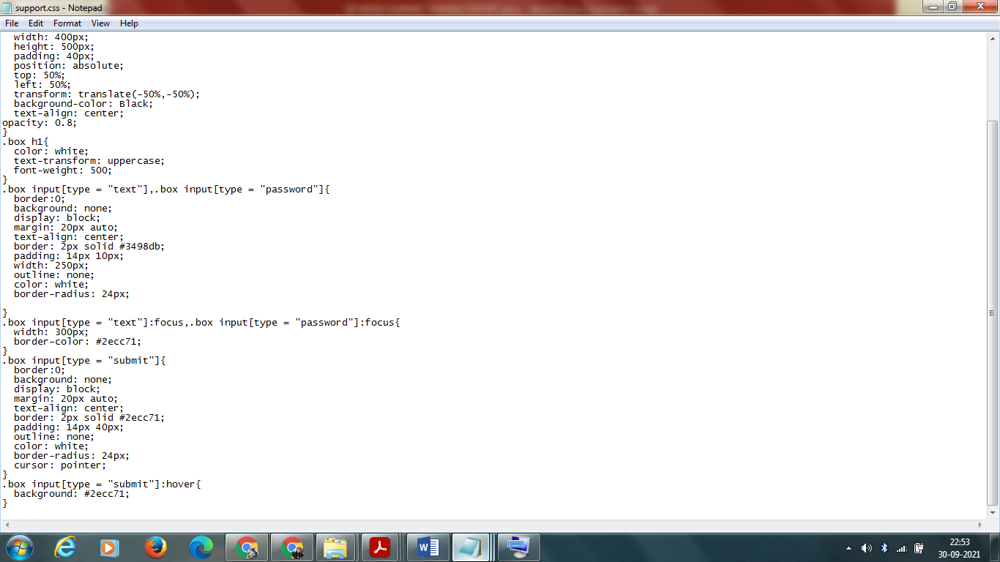 support.css - Notepad
File Edit Format View Help
  width: 400px;
  height: 500px;
  padding: 40px;
  position: absolute;
  top: 50%;
  left: 50%;
  transform: translate(-50%,-50%);
  background-color: Black;
  text-align: center;
opacity: 0.8;
}
.box h1{
  color: white;
  text-transform: uppercase;
  font-weight: 500;
}
.box input[type = "text"],.box input[type = "password"]{
  border:0;
  background: none;
  display: block;
  margin: 20px auto;
  text-align: center;
  border: 2px solid #3498db;
  padding: 14px 10px;
  width: 250px;
  outline: none;
  color: white;
  border-radius: 24px;

}
.box input[type = "text"]:focus,.box input[type = "password"]:focus{
  width: 300px;
  border-color: #2ecc71;
}
.box input[type = "submit"]{
  border:0;
  background: none;
  display: block;
  margin: 20px auto;
  text-align: center;
  border: 2px solid #2ecc71;
  padding: 14px 40px;
  outline: none;
  color: white;
  border-radius: 24px;
  cursor: pointer;
}
.box input[type = "submit"]:hover{
  background: #2ecc71;
}
22:53
30-09-2021